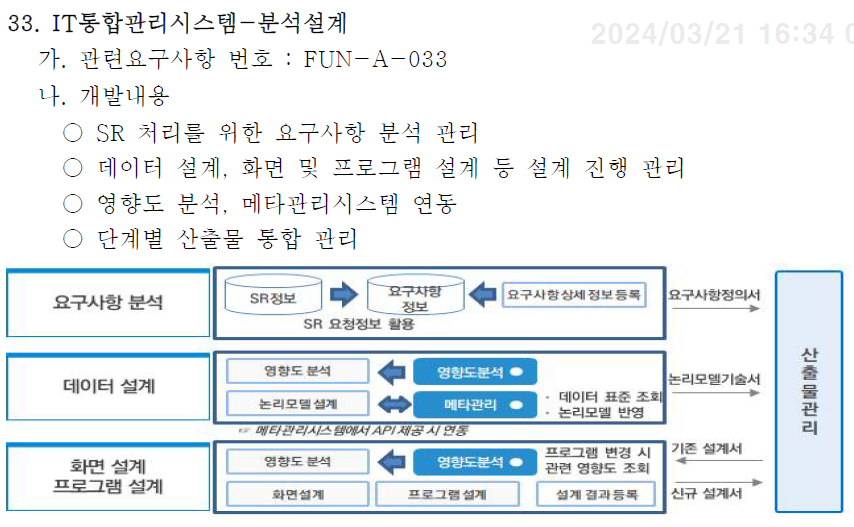 33. IT통합관리시스템-분석설계
2024/03/21 16:34
가. 관련요구사항 번호 : FUN-A-033
나. 개발내용
○ SR 처리를 위한 요구사항 분석 관리
○ 데이터 설계, 화면 및 프로그램 설계 등 설계 진행 관리
○ 영향도 분석, 메타관리시스템 연동
○ 단계별 산출물 통합 관리
요구사항 분석
SR정보
요구사항
정보
요구사항상세정보등록
SR 요청정보 활용
요구사항정의서
데이터 설계
영향도 분석
영향도분석
논리모델 설계
메타관리
· 데이터 표준 조회
· 논리모델 반영
논리모델기술서
☞ 메타관리시스템에서 API 제공 시 연동
화면 설계
프로그램 설계
영향도 분석
영향도분석
프로그램 변경 시
관련 영향도 조회
화면설계
프로그램설계
설계 결과등록
기존 설계서
신규 설계서
산출물관리